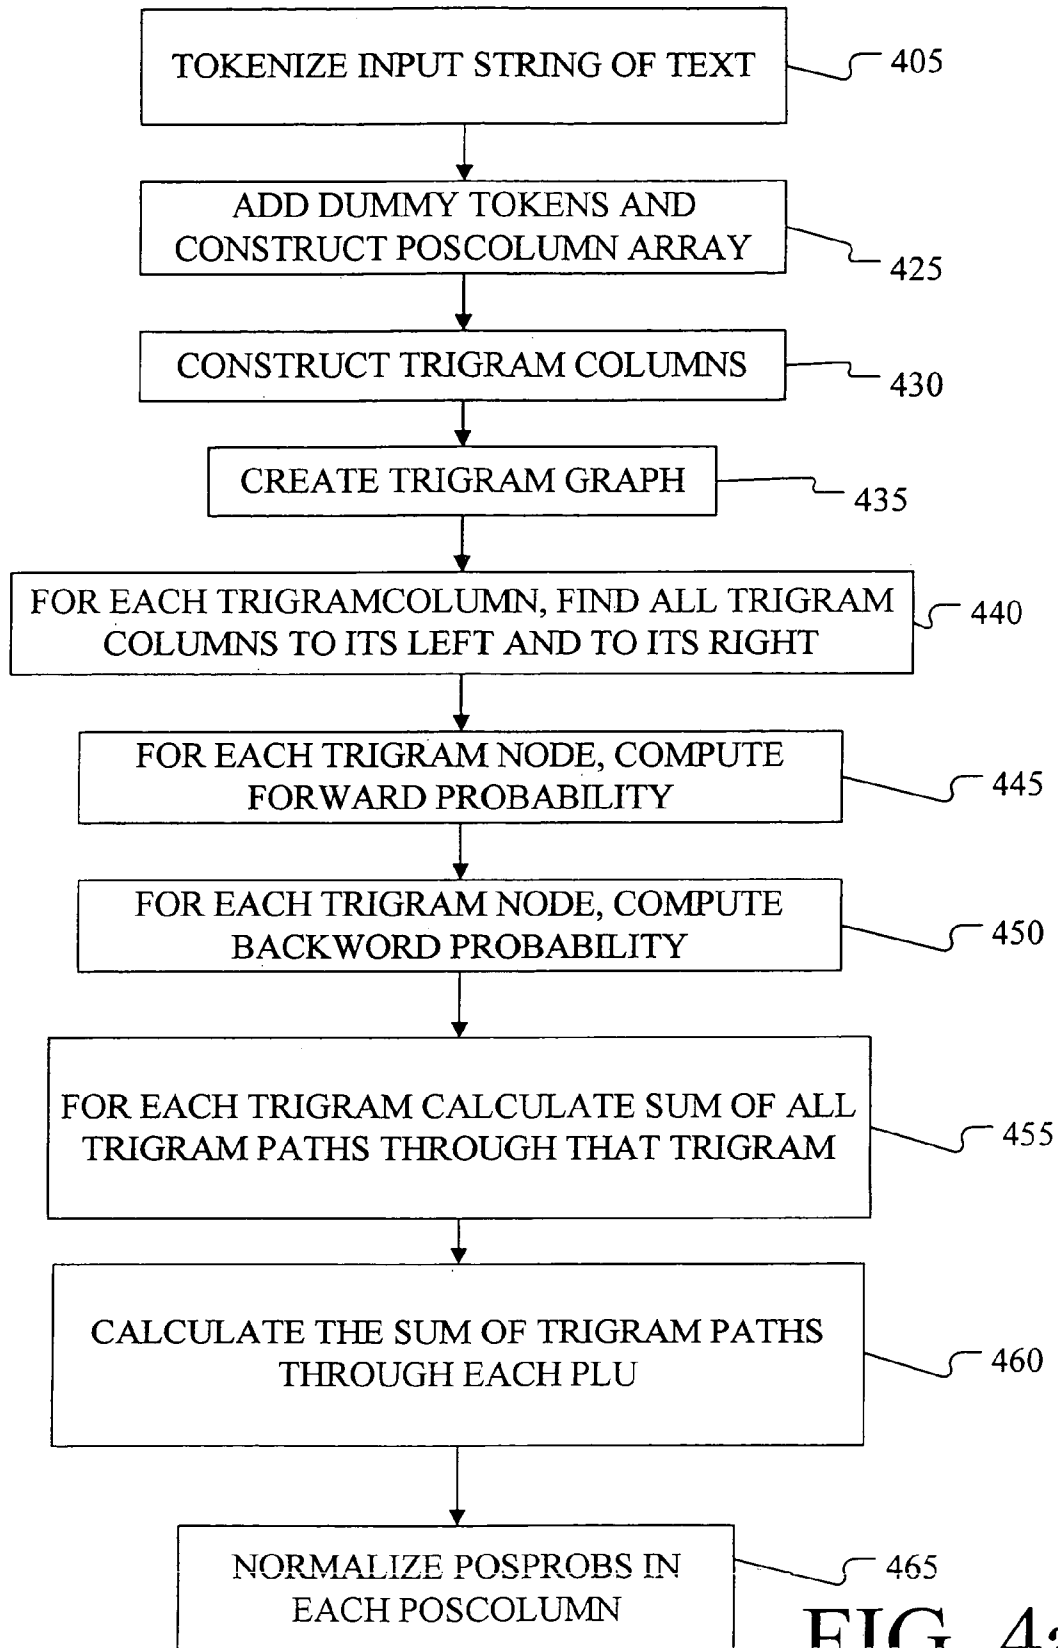 TOKENIZE INPUT STRING OF TEXT
405
ADD DUMMY TOKENS AND
CONSTRUCT POSCOLUMN ARRAY
425
CONSTRUCT TRIGRAM COLUMNS
430
CREATE TRIGRAM GRAPH
435
FOR EACH TRIGRAMCOLUMN, FIND ALL TRIGRAM
COLUMNS TO ITS LEFT AND TO ITS RIGHT
440
FOR EACH TRIGRAM NODE, COMPUTE
FORWARD PROBABILITY
445
FOR EACH TRIGRAM NODE, COMPUTE
BACKWORD PROBABILITY
450
FOR EACH TRIGRAM CALCULATE SUM OF ALL
TRIGRAM PATHS THROUGH THAT TRIGRAM
455
CALCULATE THE SUM OF TRIGRAM PATHS
THROUGH EACH PLU
460
NORMALIZE POSPROBS IN
EACH POSCOLUMN
465
FIG. 4a